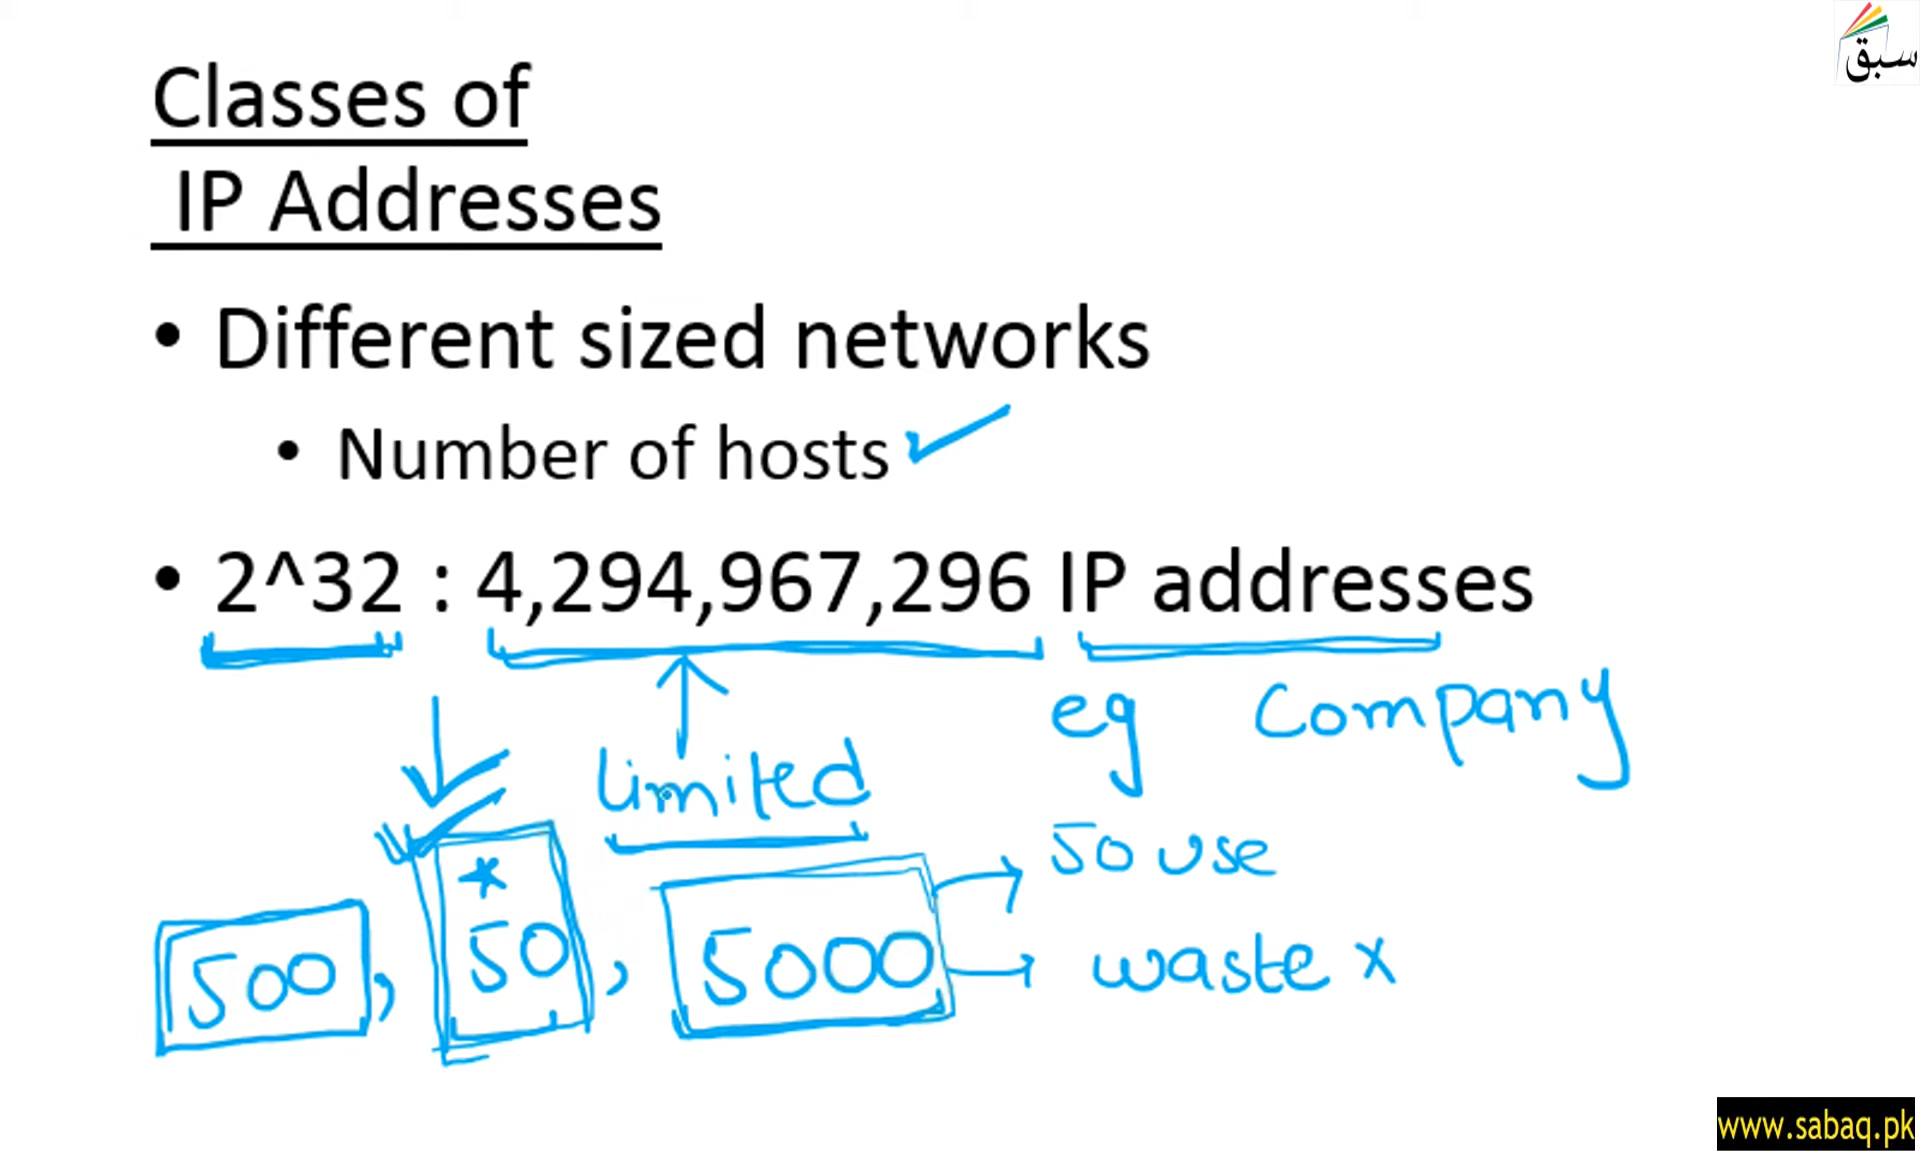 سبق
Classes of
IP Addresses
• Different sized networks
• Number of hosts
• 2^32 : 4,294,967,296 IP addresses
eg Company
limited
50 use
*
500, 50, 5000
waste x
www.sabaq.pk